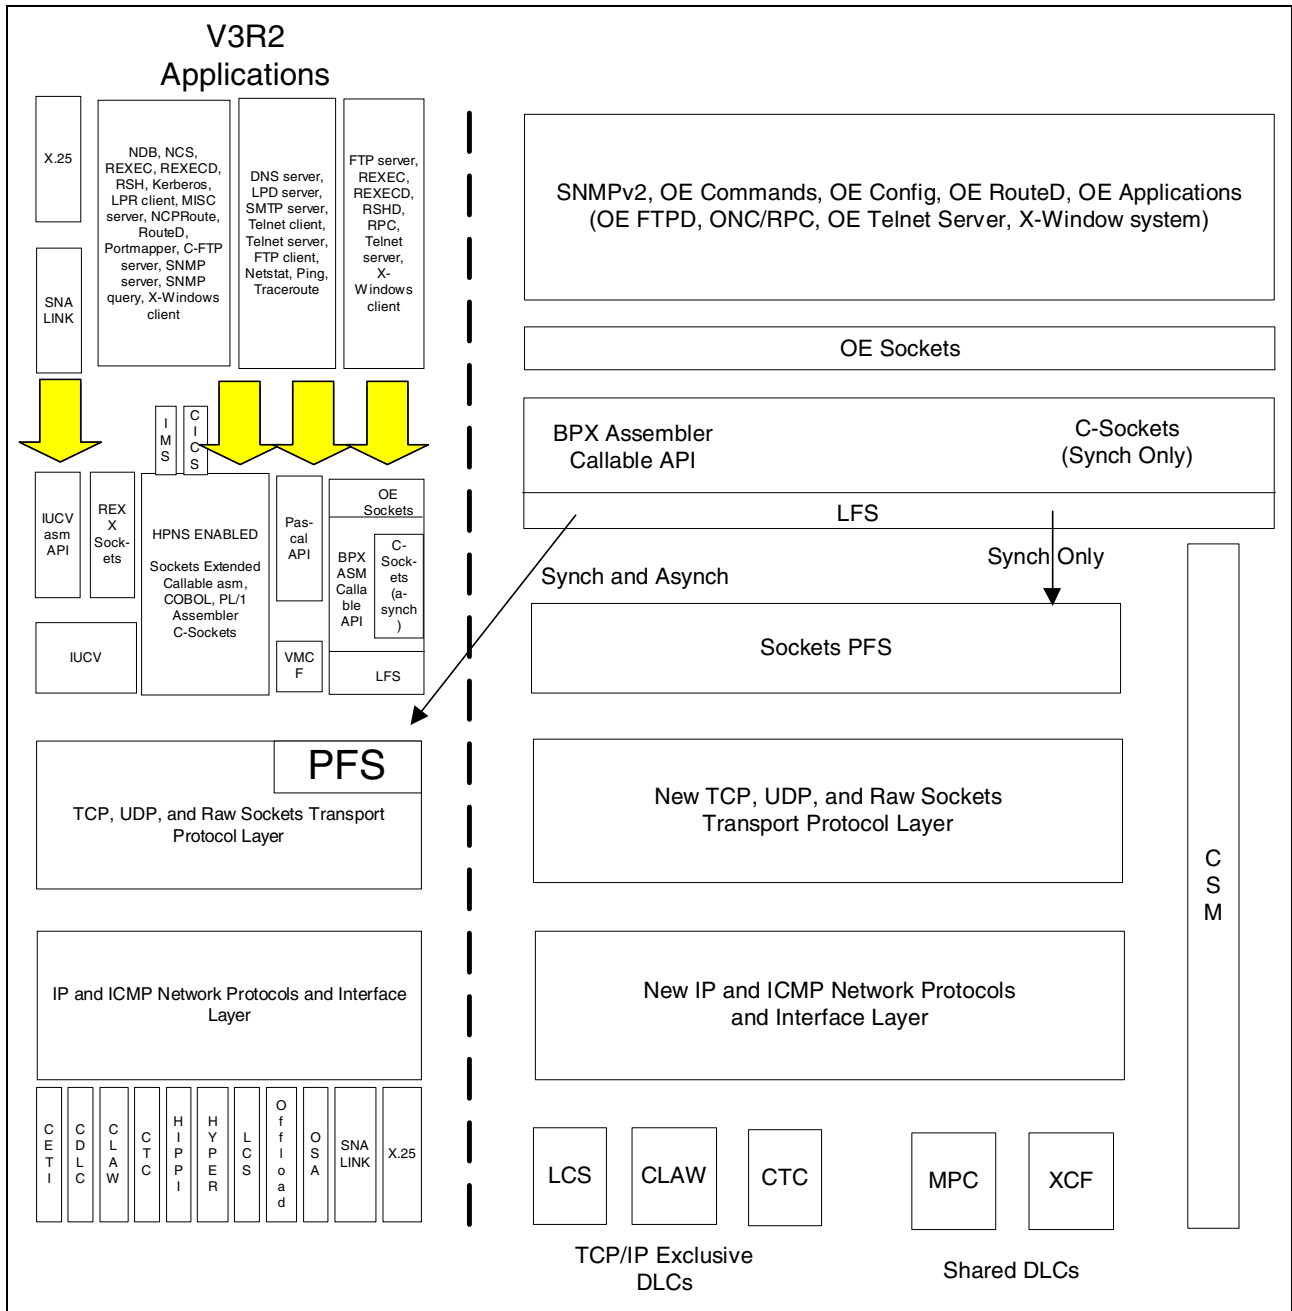 V3R2
Applications
X.25
SNA
LINK
NDB, NCS,
REXEC, REXECD,
RSH, Kerberos,
LPR client, MISC
server, NCPRoute,
RouteD,
Portmapper, C-FTP
server, SNMP
server, SNMP
query, X-Windows
client
DNS server,
LPD server,
SMTP server,
Telnet client,
Telnet server,
FTP client,
Netstat, Ping,
Traceroute
FTP server,
REXEC,
REXECD,
RSHD,
RPC,
Telnet
server,
X-
Windows
client
IMS
CICS
IUCV
asm
API
REX
X
Sock-
ets
HPNS ENABLED
Sockets Extended
Callable asm,
COBOL, PL/1
Assembler
C-Sockets
Pas-
cal
API
OE
Sockets
BPX
ASM
Calla
ble
API
C-
Sock-
ets
(a-
synch
)
IUCV
VMC
F
LFS
PFS
TCP, UDP, and Raw Sockets Transport
Protocol Layer
IP and ICMP Network Protocols and Interface
Layer
CETI
CDLC
CLAW
CTC
HIPPI
HYPER
LCS
Offload
OSA
SNA
LINK
X.25
SNMPv2, OE Commands, OE Config, OE RouteD, OE Applications
(OE FTPD, ONC/RPC, OE Telnet Server, X-Window system)
OE Sockets
BPX Assembler
Callable API
C-Sockets
(Synch Only)
LFS
Synch and Asynch
Synch Only
Sockets PFS
New TCP, UDP, and Raw Sockets
Transport Protocol Layer
New IP and ICMP Network Protocols
and Interface Layer
CSM
LCS
CLAW
CTC
MPC
XCF
TCP/IP Exclusive
DLCs
Shared DLCs